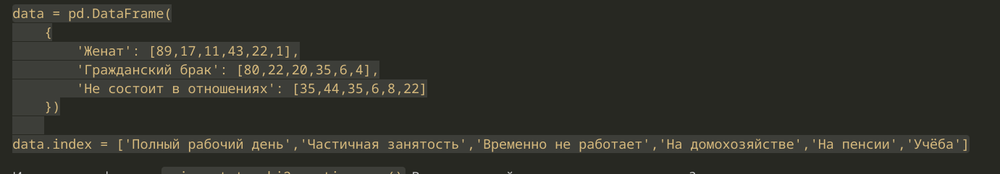 data = pd.DataFrame(
    {
        'Женат': [89,17,11,43,22,1],
        'Гражданский брак': [80,22,20,35,6,4],
        'Не состоит в отношениях': [35,44,35,6,8,22]
    })
data.index = ['Полный рабочий день','Частичная занятость','Временно не работает','На домохозяйстве','На пенсии','Учёба']